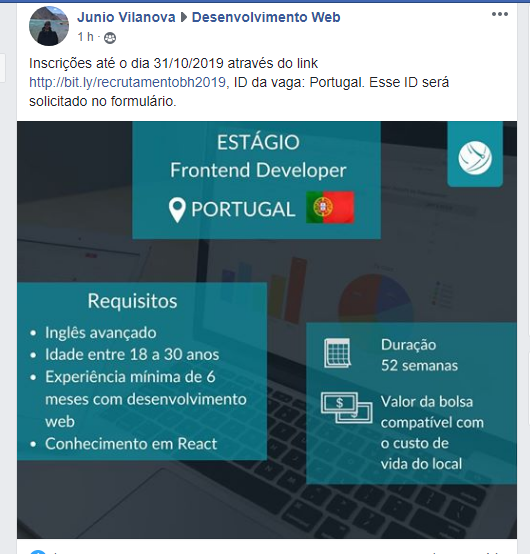 Junio Vilanova ▶ Desenvolvimento Web
1 h ·
Inscrições até o dia 31/10/2019 através do link
http://bit.ly/recrutamentobh2019, ID da vaga: Portugal. Esse ID será
solicitado no formulário.
ESTÁGIO
Frontend Developer
PORTUGAL
Requisitos
• Inglês avançado
• Idade entre 18 a 30 anos
• Experiência mínima de 6
meses com desenvolvimento
web
• Conhecimento em React
Duração
52 semanas
Valor da bolsa
compatível com
o custo de
vida do local